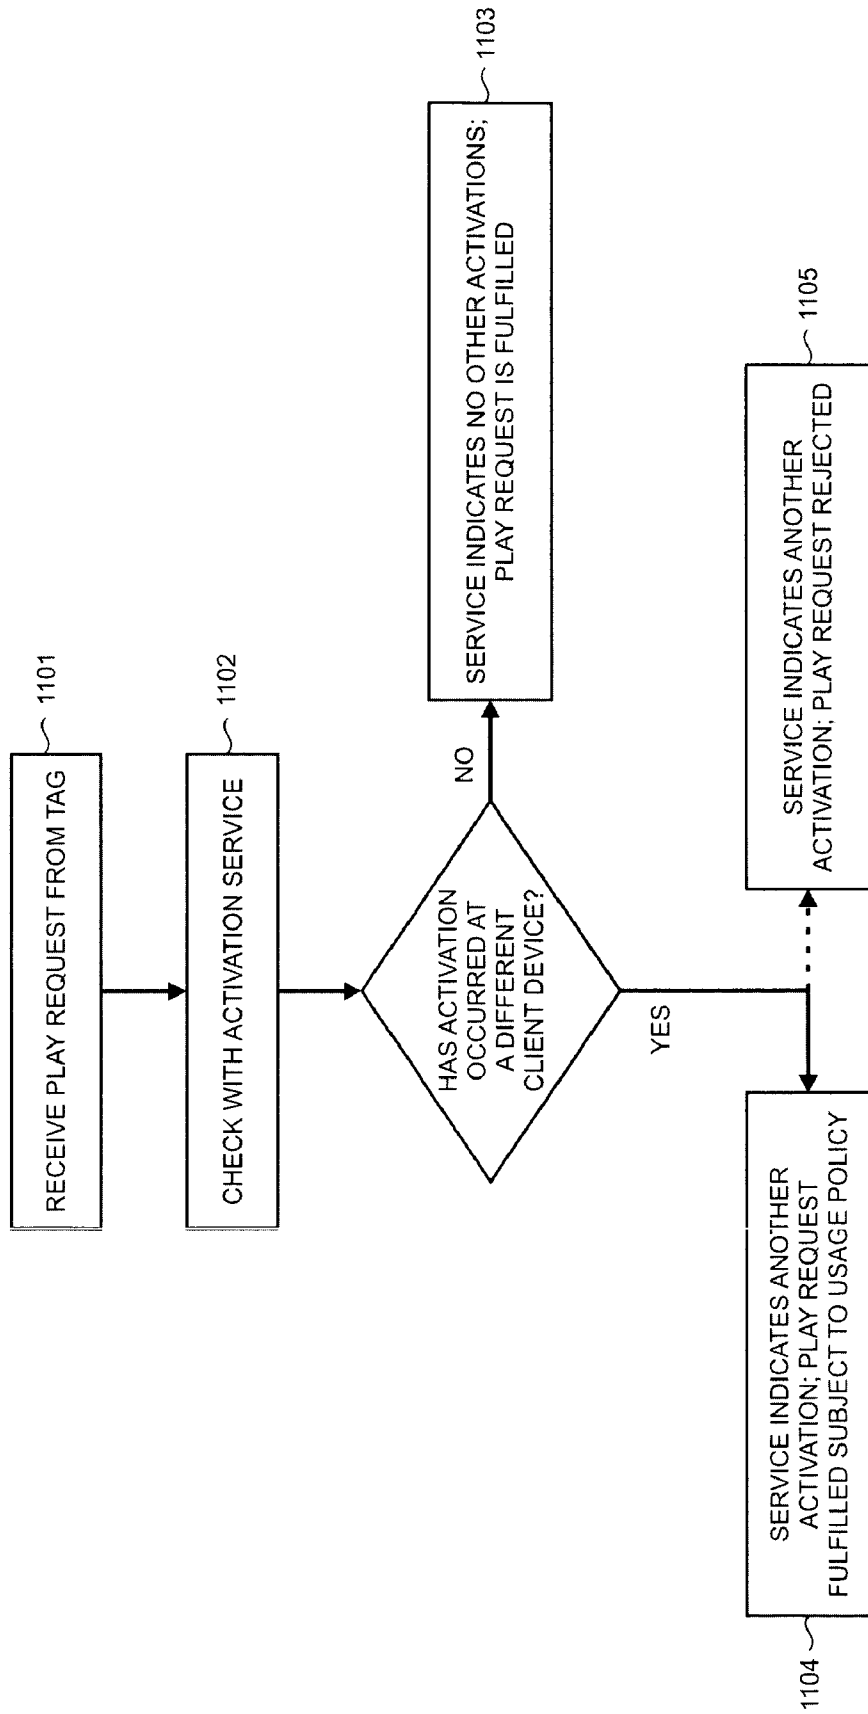 RECEIVE PLAY REQUEST FROM TAG
1101
CHECK WITH ACTIVATION SERVICE
1102
HAS ACTIVATION
OCCURRED AT
A DIFFERENT
CLIENT DEVICE?
NO
SERVICE INDICATES NO OTHER ACTIVATIONS;
PLAY REQUEST IS FULFILLED
1103
YES
SERVICE INDICATES ANOTHER
ACTIVATION; PLAY REQUEST
FULFILLED SUBJECT TO USAGE POLICY
1104
SERVICE INDICATES ANOTHER
ACTIVATION; PLAY REQUEST REJECTED
1105